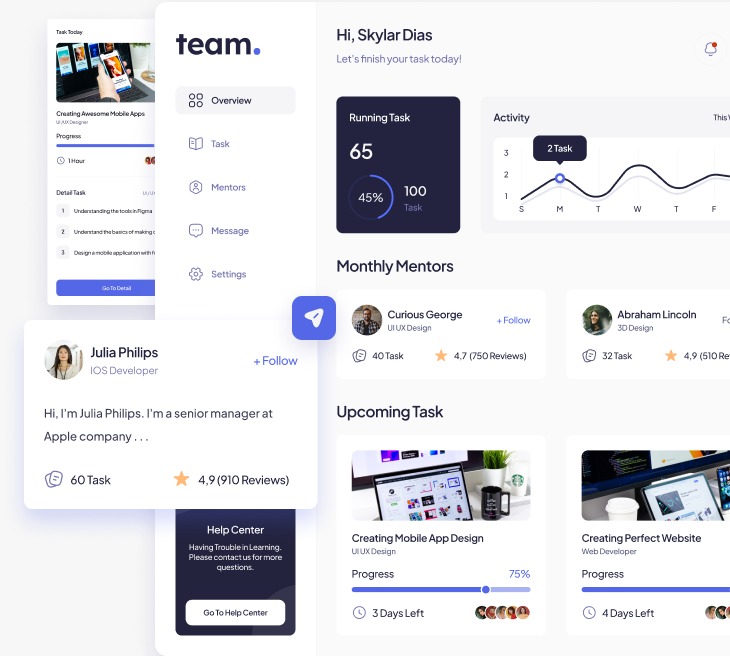 Task Today
Creating Awesome Mobile Apps
UI/UX Designer
Progress
1 Hour
Detail Task
UI/U
1 Understanding the tools in Figma
2 Understand the basics of making
3 Design a mobile application with
Go To Detail
team.
Overview
Task
Mentors
Message
Settings
Julia Philips
IOS Developer
+ Follow
Hi, I'm Julia Philips. I'm a senior manager at
Apple company . . .
60 Task
4,9 (910 Reviews)
Help Center
Having Trouble in Learning.
Please contact us for more
questions.
Go To Help Center
Hi, Skylar Dias
Let's finish your task today!
Running Task
65
45%
100
Task
Activity
This
2 Task
3
2
1
S M T W T F
Monthly Mentors
Curious George
UI UX Design
+ Follow
40 Task
4,7 (750 Reviews)
Abraham Lincoln
3D Design
Fo
32 Task
4,9 (510 Re
Upcoming Task
Creating Mobile App Design
UI UX Design
Progress 75%
3 Days Left
Creating Perfect Website
Web Developer
Progress
4 Days Left